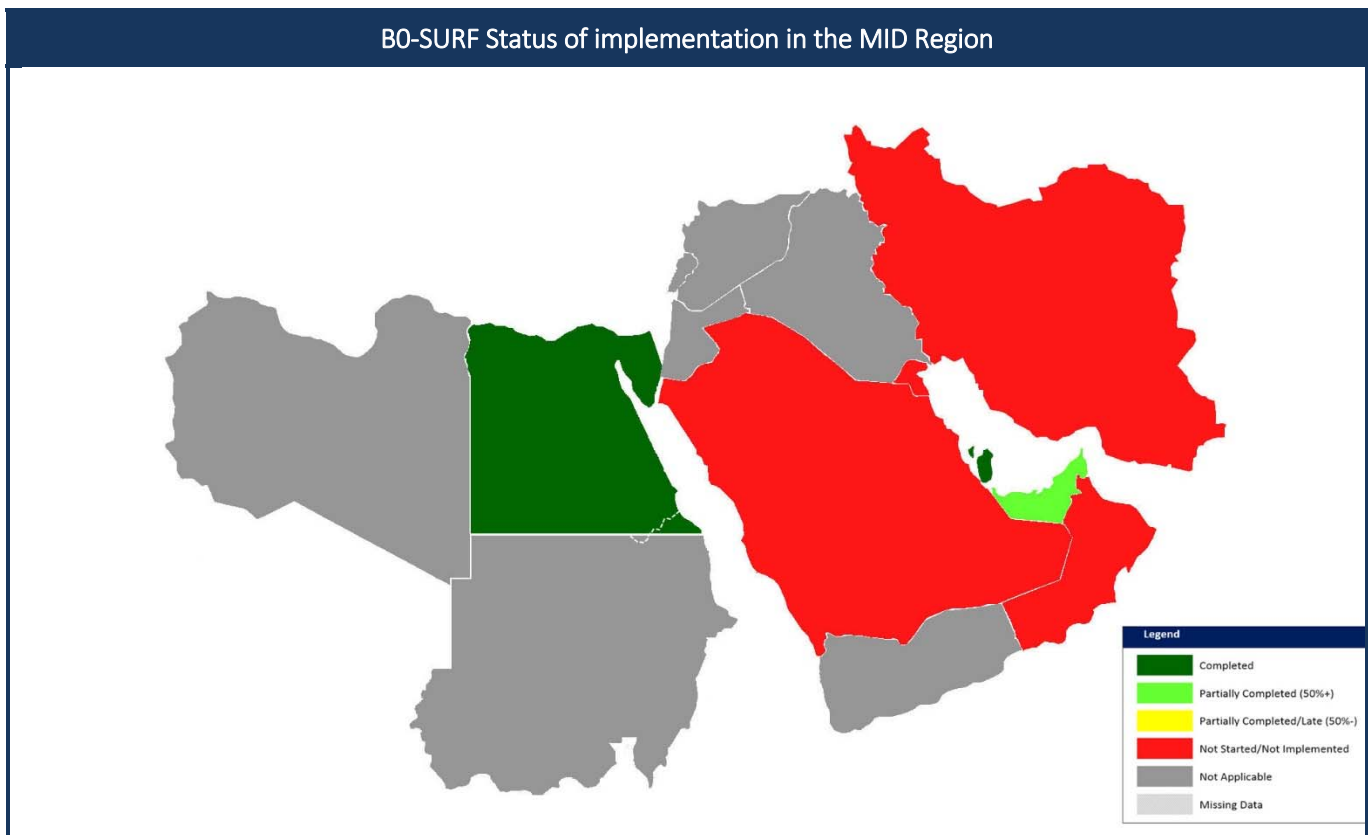 B0-SURF Status of implementation in the MID Region
Legend
Completed
Partially Completed (50%+)
Partially Completed/Late (50%-)
Not Started/Not Implemented
Not Applicable
Missing Data